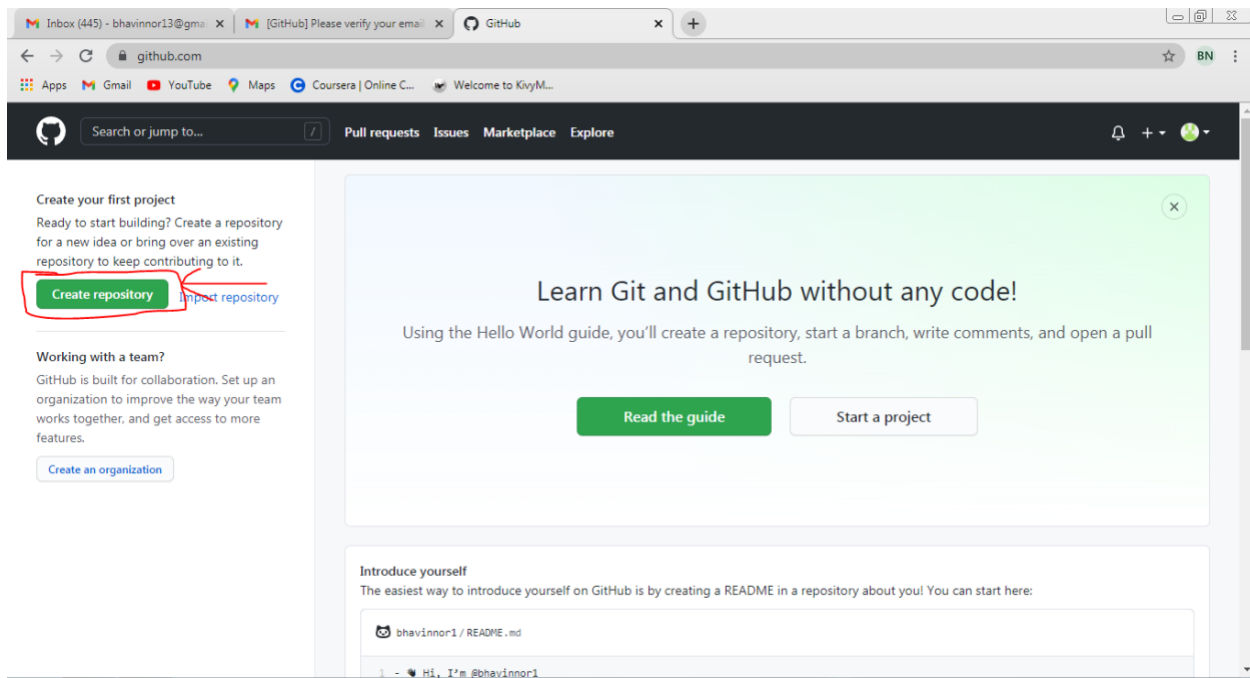 Inbox (445) - bhavinnor13@gma
[GitHub] Please verify your email
GitHub
github.com
BN
Apps
Gmail
YouTube
Maps
Coursera | Online C...
Welcome to KivyM...
Search or jump to...
/
Pull requests
Issues
Marketplace
Explore
Create your first project
Ready to start building? Create a repository
for a new idea or bring over an existing
repository to keep contributing to it.
Create repository
Import repository
Working with a team?
GitHub is built for collaboration. Set up an
organization to improve the way your team
works together, and get access to more
features.
Create an organization
Learn Git and GitHub without any code!
Using the Hello World guide, you'll create a repository, start a branch, write comments, and open a pull
request.
Read the guide
Start a project
Introduce yourself
The easiest way to introduce yourself on GitHub is by creating a README in a repository about you! You can start here:
bhavinnor1 / README.md
1 - 👋 Hi, I'm @bhavinnor1